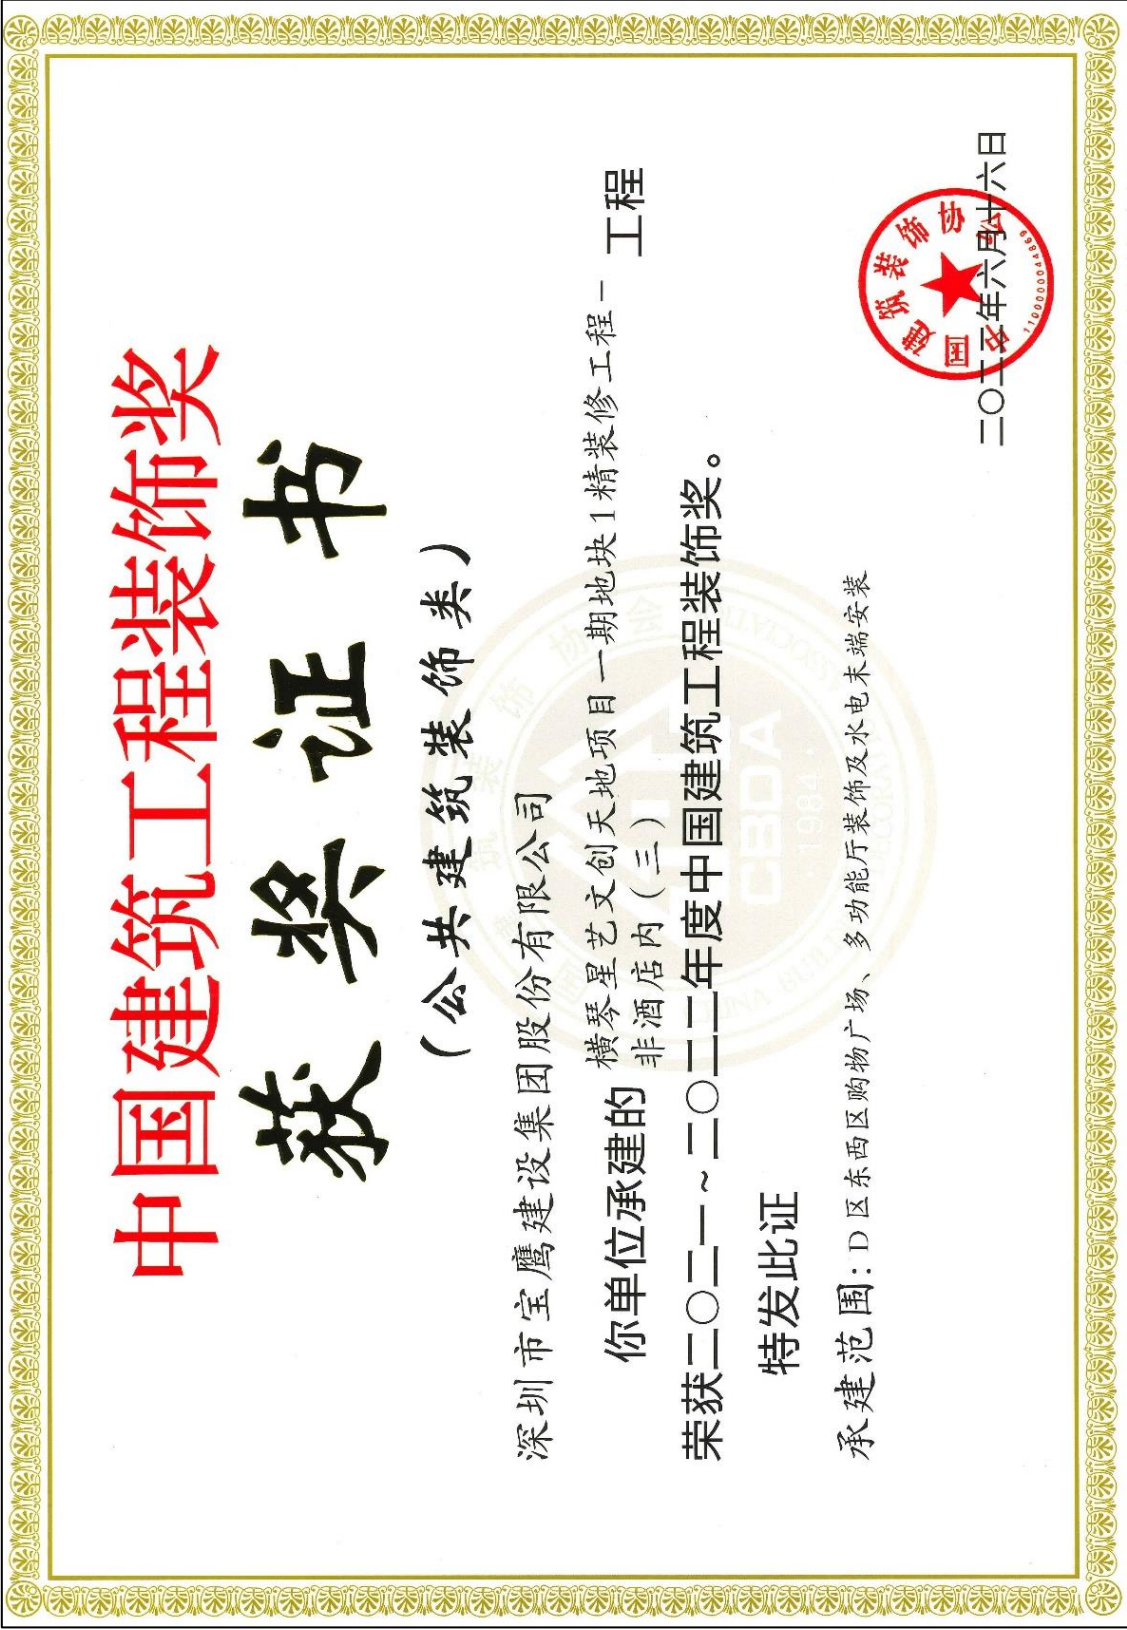 中国建筑工程装饰奖
获奖证书
(公共建筑装饰类)
深圳市宝鹰建设集团股份有限公司
你单位承建的 横琴星艺文创天地项目一期地块1精装修工程-非酒店内(三) 工程
荣获二〇二一~二〇二二年度中国建筑工程装饰奖。
特发此证
承建范围:D区东西区购物广场、多功能厅装饰及水电末端安装
中国建筑装饰协会
1100000044869
二〇二三年六月十六日
CBDA
1984